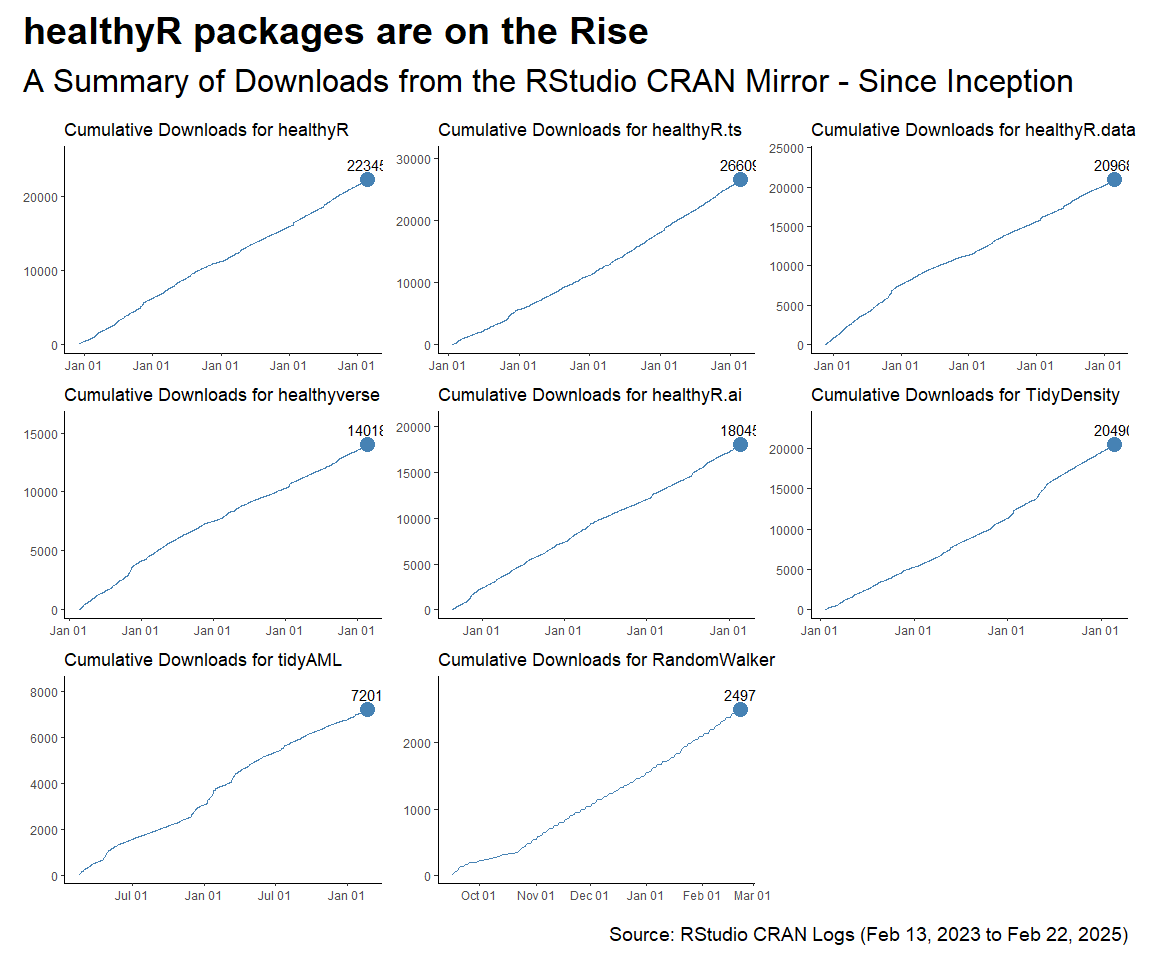 healthyR packages are on the Rise
A Summary of Downloads from the RStudio CRAN Mirror - Since Inception
Cumulative Downloads for healthyR
22345
20000
10000
0
Jan 01 Jan 01 Jan 01 Jan 01 Jan 01
Cumulative Downloads for healthyR.ts
26609
30000
20000
10000
0
Jan 01 Jan 01 Jan 01 Jan 01 Jan 01
Cumulative Downloads for healthyR.data
20968
25000
20000
15000
10000
5000
0
Jan 01 Jan 01 Jan 01 Jan 01 Jan 01
Cumulative Downloads for healthyverse
14018
15000
10000
5000
0
Jan 01 Jan 01 Jan 01 Jan 01 Jan 01
Cumulative Downloads for healthyR.ai
18045
20000
15000
10000
5000
0
Jan 01 Jan 01 Jan 01 Jan 01
Cumulative Downloads for TidyDensity
20490
20000
15000
10000
5000
0
Jan 01 Jan 01 Jan 01 Jan 01
Cumulative Downloads for tidyAML
7201
8000
6000
4000
2000
0
Jul 01 Jan 01 Jul 01 Jan 01
Cumulative Downloads for RandomWalker
2497
2000
1000
0
Oct 01 Nov 01 Dec 01 Jan 01 Feb 01 Mar 01
Source: RStudio CRAN Logs (Feb 13, 2023 to Feb 22, 2025)